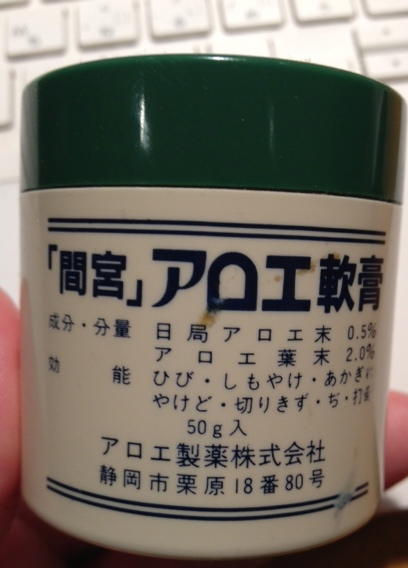 「間宮」アロエ軟膏
成分・分量 日局アロエ末 0.5%
アロエ葉末 2.0%
効能 ひび・しもやけ・あかぎれ
やけど・切りきず・ぢ・打
50g入
アロエ製薬株式会社
静岡市栗原18番80号